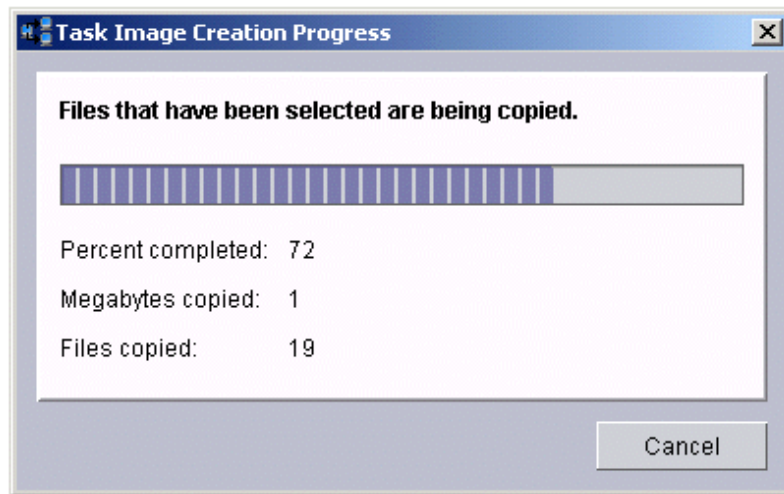 Task Image Creation Progress
Files that have been selected are being copied.
Percent completed: 72
Megabytes copied: 1
Files copied: 19
Cancel